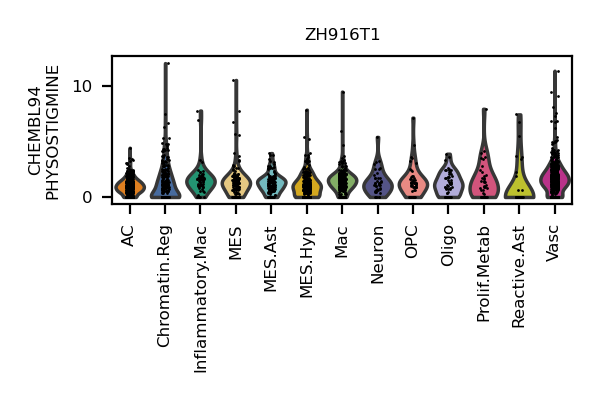 ZH916T1
CHEMBL94
PHYSOSTIGMINE
10
0
AC
Chromatin.Reg
Inflammatory.Mac
MES
MES.Ast
MES.Hyp
Mac
Neuron
OPC
Oligo
Prolif.Metab
Reactive.Ast
Vasc